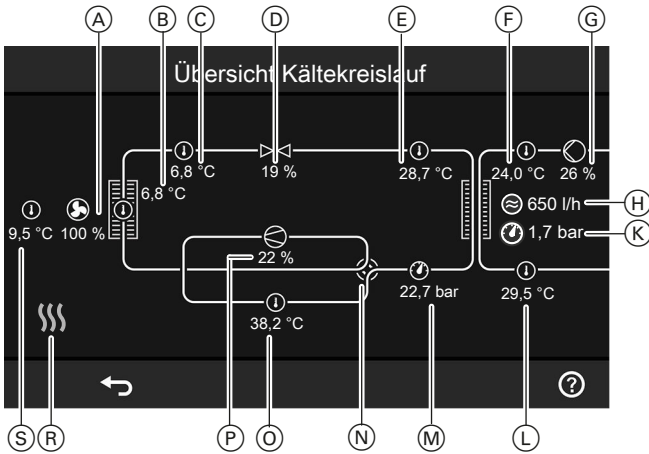 A B C D E F G
Übersicht Kältekreislauf
6,8 °C 19 % 28,7 °C 24,0 °C 26 %
6,8 °C
650 l/h H
9,5 °C 100 % 1,7 bar K
22 %
22,7 bar 29,5 °C
38,2 °C
?
S R P O N M L